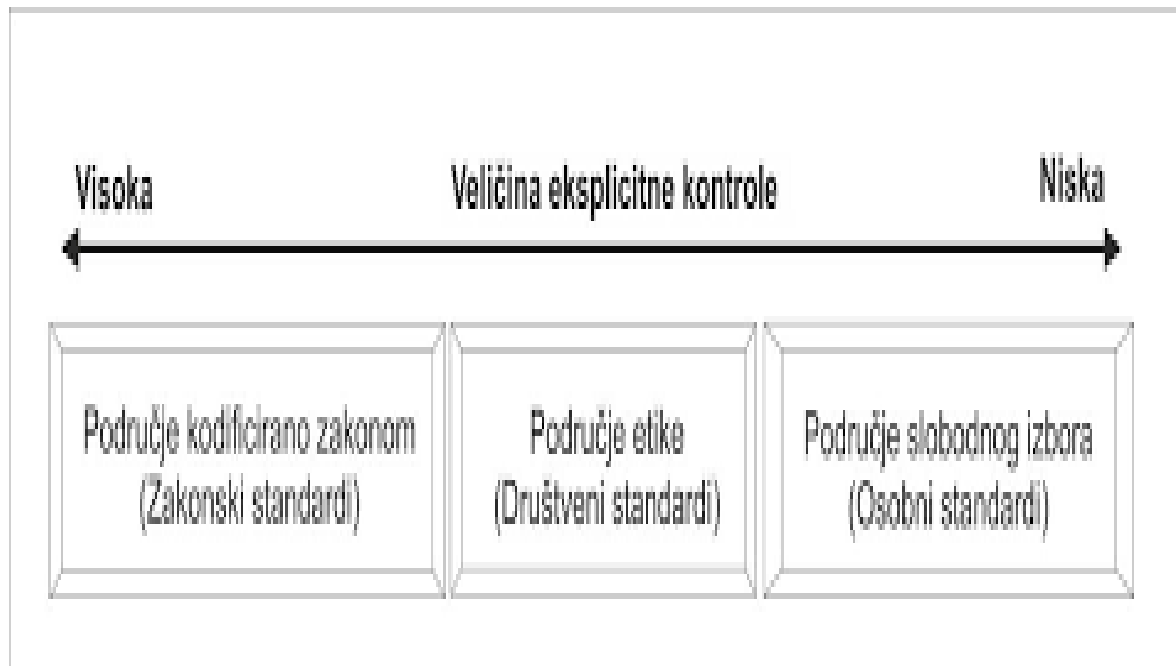 Visoka Veličina eksplicitne kontrole Niska
Područje kodificirano zakonom
(Zakonski standardi)
Područje etike
(Društveni standardi)
Područje slobodnog izbora
(Osobni standardi)